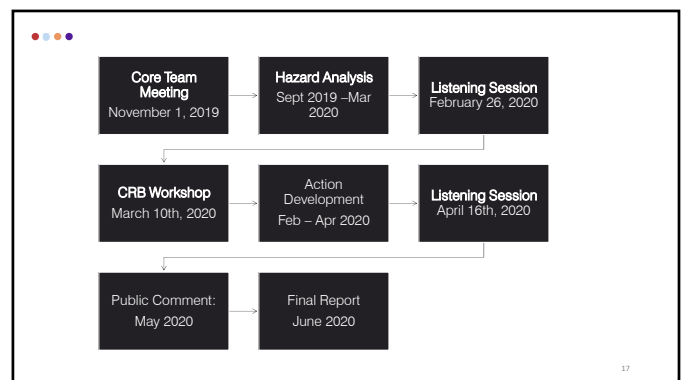 Core Team
Meeting
November 1, 2019
Hazard Analysis
Sept 2019 –Mar
2020
Listening Session
February 26, 2020
CRB Workshop
March 10th, 2020
Action
Development
Feb – Apr 2020
Listening Session
April 16th, 2020
Public Comment:
May 2020
Final Report
June 2020
17